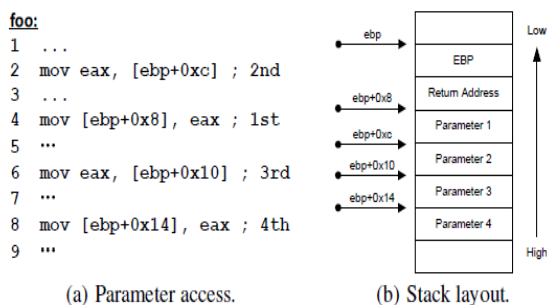 foo:
1 ...
2 mov eax, [ebp+0xc] ; 2nd
3 ...
4 mov [ebp+0x8], eax ; 1st
5 ...
6 mov eax, [ebp+0x10] ; 3rd
7 ...
8 mov [ebp+0x14], eax ; 4th
9 ...
(a) Parameter access.
ebp
ebp+0x8
ebp+0xc
ebp+0x10
ebp+0x14
EBP
Return Address
Parameter 1
Parameter 2
Parameter 3
Parameter 4
Low
High
(b) Stack layout.